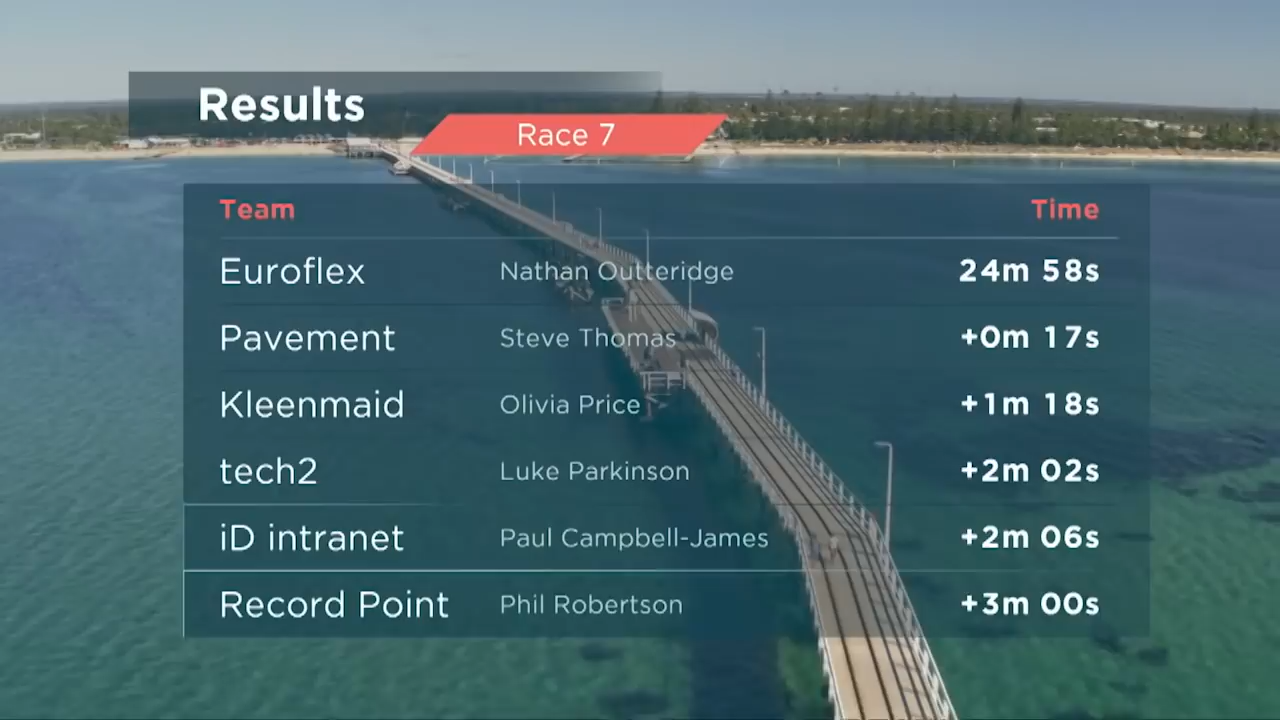 Results
Race 7
Team Time
Euroflex Nathan Outteridge 24m 58s
Pavement Steve Thomas +0m 17s
Kleenmaid Olivia Price +1m 18s
tech2 Luke Parkinson +2m 02s
iD intranet Paul Campbell-James +2m 06s
Record Point Phil Robertson +3m 00s